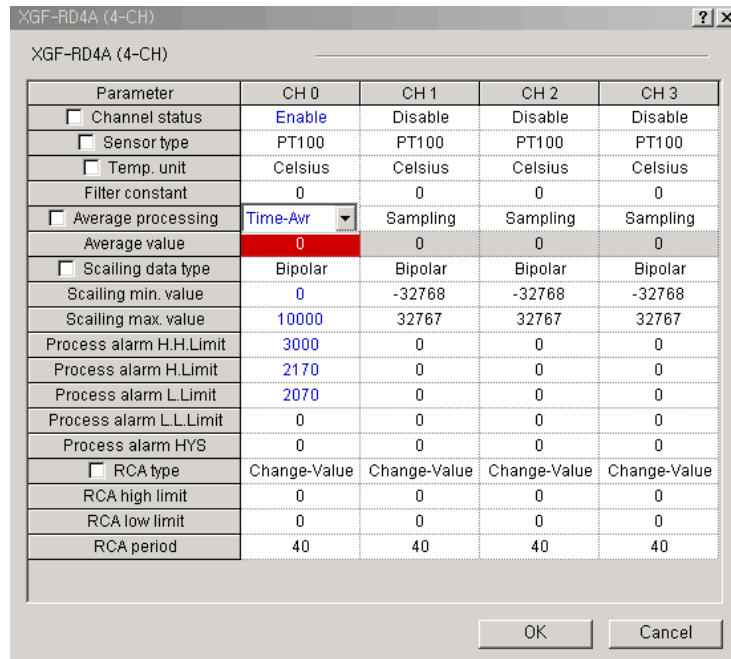 XGF-RD4A (4-CH)
XGF-RD4A (4-CH)
Parameter CH 0 CH 1 CH 2 CH 3
Channel status Enable Disable Disable Disable
Sensor type PT100 PT100 PT100 PT100
Temp. unit Celsius Celsius Celsius Celsius
Filter constant 0 0 0 0
Average processing Time-Avr Sampling Sampling Sampling
Average value 0 0 0 0
Scailing data type Bipolar Bipolar Bipolar Bipolar
Scailing min. value 0 -32768 -32768 -32768
Scailing max. value 10000 32767 32767 32767
Process alarm H.H.Limit 3000 0 0 0
Process alarm H.Limit 2170 0 0 0
Process alarm L.Limit 2070 0 0 0
Process alarm L.L.Limit 0 0 0 0
Process alarm HYS 0 0 0 0
RCA type Change-Value Change-Value Change-Value Change-Value
RCA high limit 0 0 0 0
RCA low limit 0 0 0 0
RCA period 40 40 40 40
OK Cancel